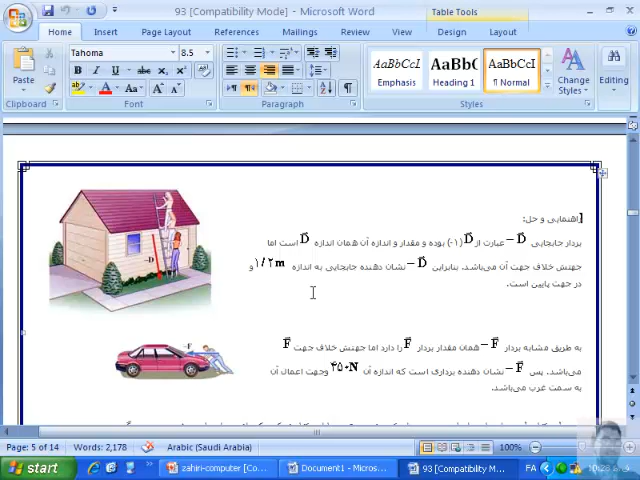 93 [Compatibility Mode] - Microsoft Word
Table Tools
Home Insert Page Layout References Mailings Review View Design Layout
Paste
Clipboard
Tahoma 8.5
Font
Paragraph
AaBbCcI AaBbC AaBbCcI
Emphasis Heading 1 ¶ Normal
Change Styles
Styles
Editing
راهنمایی و حل:
بردار جابجایی −D عبارت از D(۱-) بوده و مقدار و اندازه آن همان اندازه D است اما
جهتش خلاف جهت آن می‌باشد. بنابراین −D نشان دهنده جابجایی به اندازه ۱/۲m و
در جهت پایین است.
−D
به طریق مشابه بردار −F همان مقدار بردار F را دارد اما جهتش خلاف جهت F
می‌باشد. پس −F نشان دهنده برداری است که اندازه آن ۴۵۰N وجهت اعمال آن
به سمت غرب می‌باشد.
−F
Page: 5 of 14 Words: 2,178 Arabic (Saudi Arabia) 100%
start zahiri-computer [Co... Document1 - Micros... 93 [Compatibility M... FA